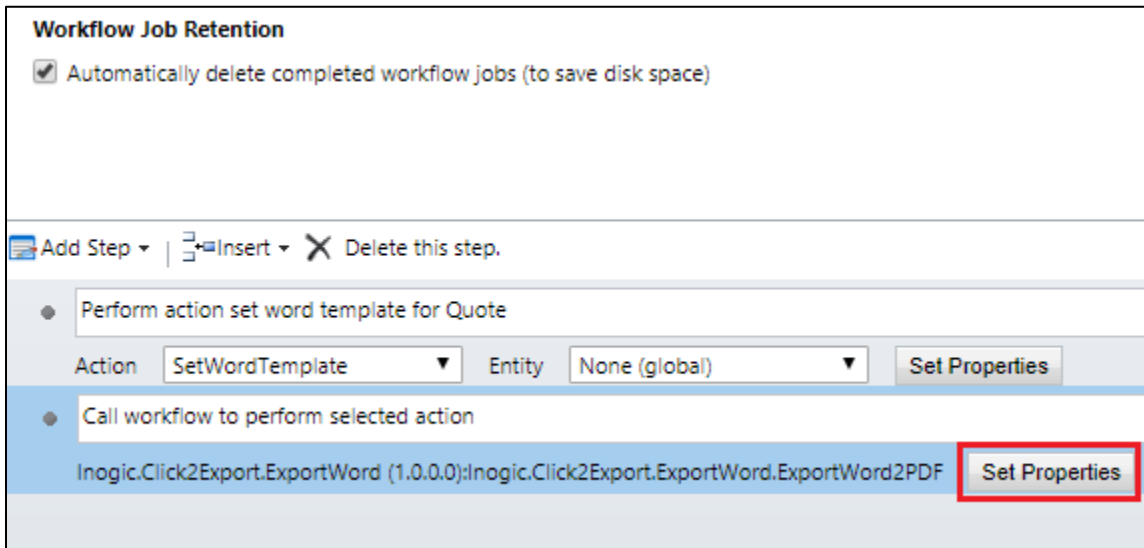 Workflow Job Retention
Automatically delete completed workflow jobs (to save disk space)
Add Step Insert Delete this step.
Perform action set word template for Quote
Action SetWordTemplate Entity None (global) Set Properties
Call workflow to perform selected action
Inogic.Click2Export.ExportWord (1.0.0.0):Inogic.Click2Export.ExportWord.ExportWord2PDF Set Properties